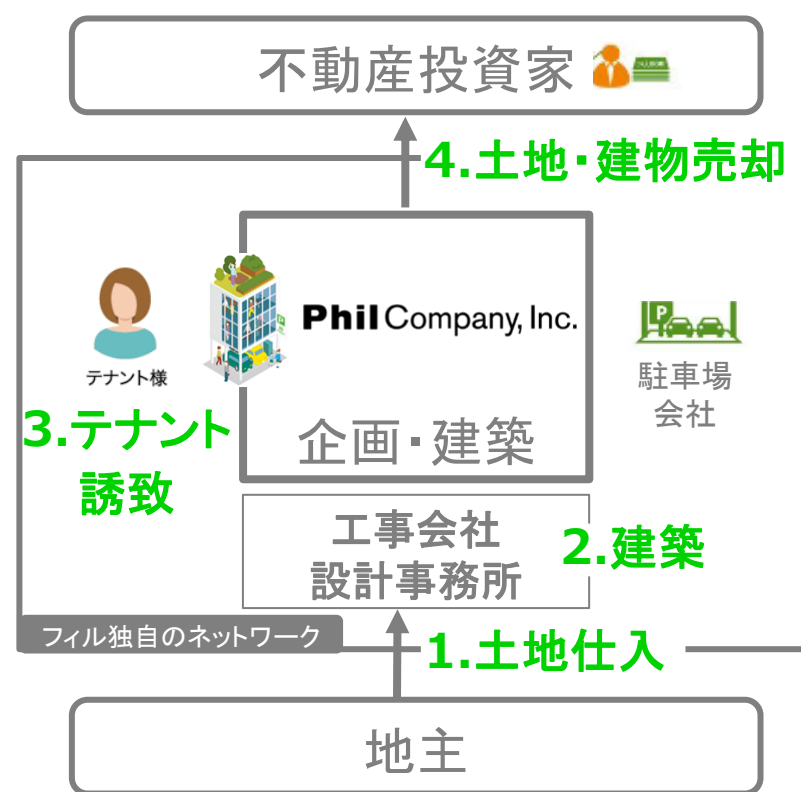 不動産投資家
4.土地・建物売却
Phil Company, Inc.
テナント様
P
駐車場
会社
3.テナント
誘致
企画・建築
工事会社
設計事務所
2.建築
フィル独自のネットワーク
1.土地仕入
地主